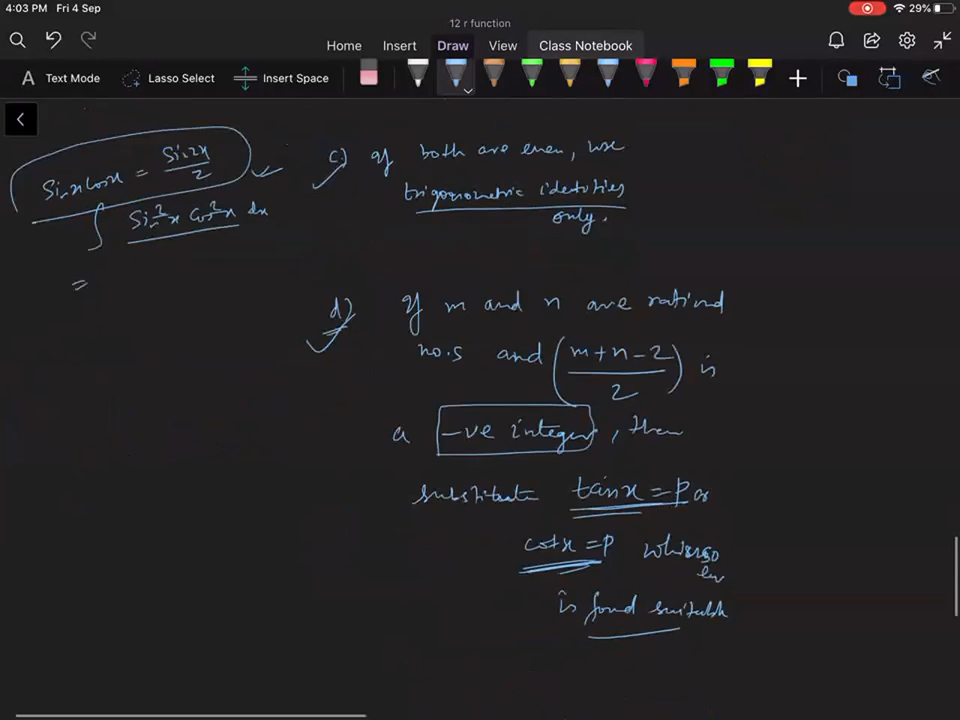 4:03 PM Fri 4 Sep
29%
12 r function
Home Insert Draw View Class Notebook
Text Mode Lasso Select Insert Space
Sinx Cosx = Sin2x/2
∫ Sin²x Cos²x dx
=
c) If both are even, use
trigonometric identities
only.
d) If m and n are rational
no.s and (m+n-2/2) is
a -ve integer, then
substitute tanx = p or
cotx = p whichso
ever
is found suitable